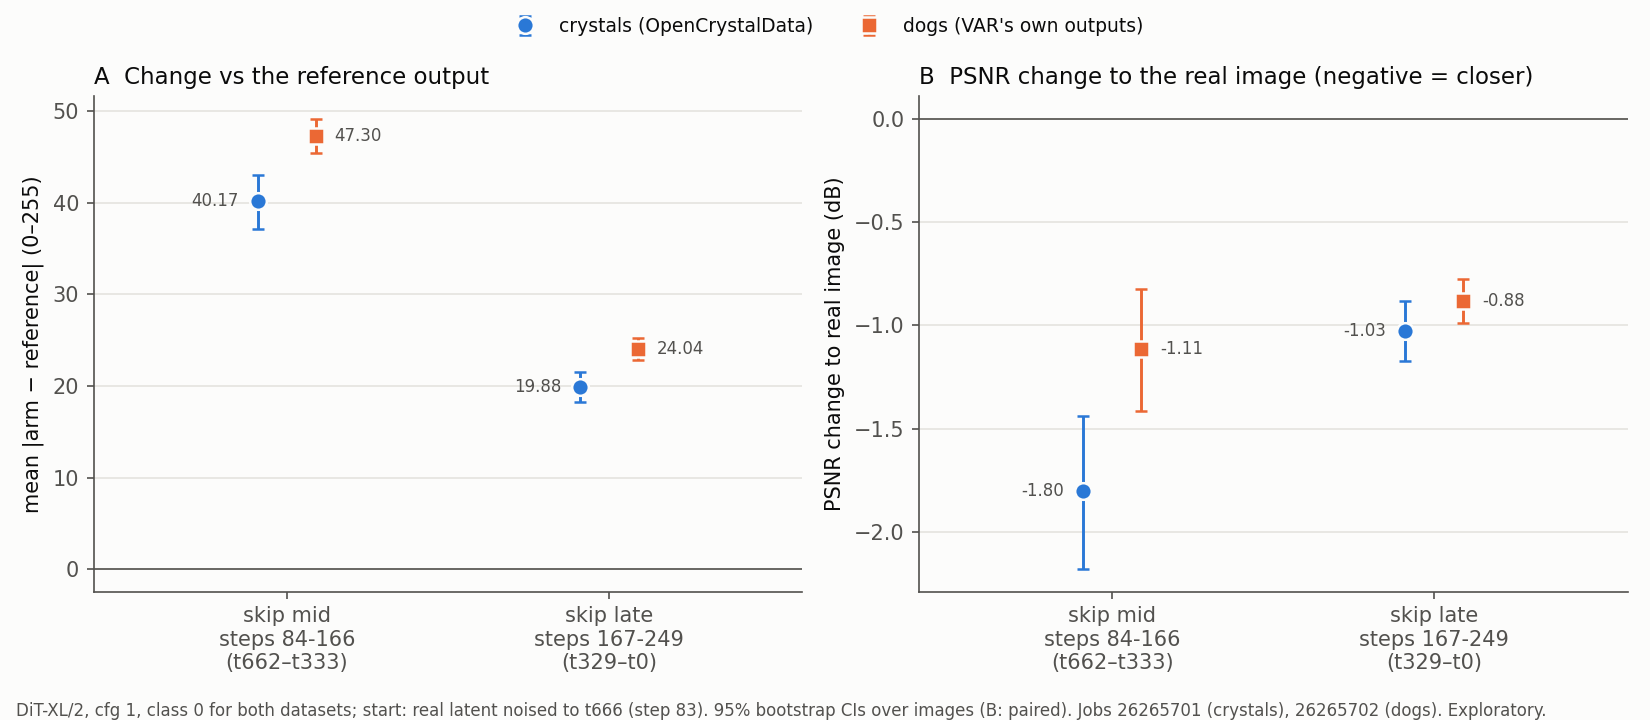 crystals (OpenCrystalData)
dogs (VAR's own outputs)
A Change vs the reference output
mean |arm − reference| (0–255)
50
40
30
20
10
0
40.17
47.30
19.88
24.04
skip mid
steps 84-166
(t662–t333)
skip late
steps 167-249
(t329–t0)
B PSNR change to the real image (negative = closer)
PSNR change to real image (dB)
0.0
−0.5
−1.0
−1.5
−2.0
-1.80
-1.11
-1.03
-0.88
skip mid
steps 84-166
(t662–t333)
skip late
steps 167-249
(t329–t0)
DiT-XL/2, cfg 1, class 0 for both datasets; start: real latent noised to t666 (step 83). 95% bootstrap CIs over images (B: paired). Jobs 26265701 (crystals), 26265702 (dogs). Exploratory.